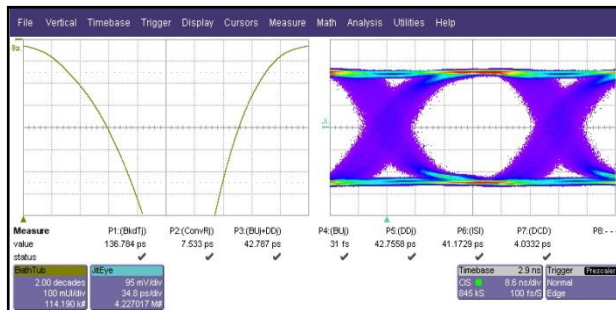 File Vertical Timebase Trigger Display Cursors Measure Math Analysis Utilities Help
Measure P1:(BkdTj) P2:(ConvRj) P3:(BUj+DDj) P4:(BUj) P5:(DDj) P6:(ISI) P7:(DCD) P8:- - -
value 136.784 ps 7.533 ps 42.787 ps 31 fs 42.7558 ps 41.1729 ps 4.0332 ps
status
BathTub JitEye Timebase 2.9 ns Trigger Prescaler
2.00 decades 95 mV/div CIS 8.6 ns/div Normal
100 mUI/div 34.8 ps/div 845 kS 100 fs/S Edge
114.190 k# 4.227017 M#